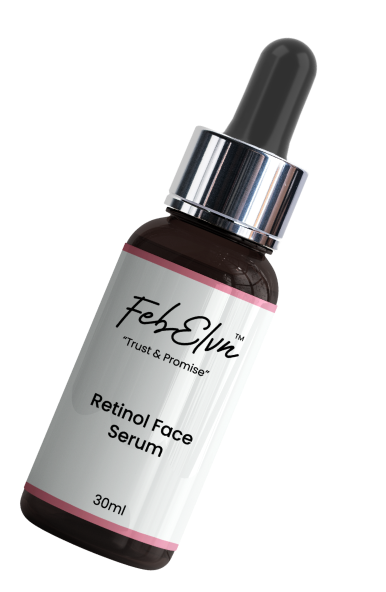 FebElvn™
"Trust & Promise"
Retinol Face
Serum
30ml